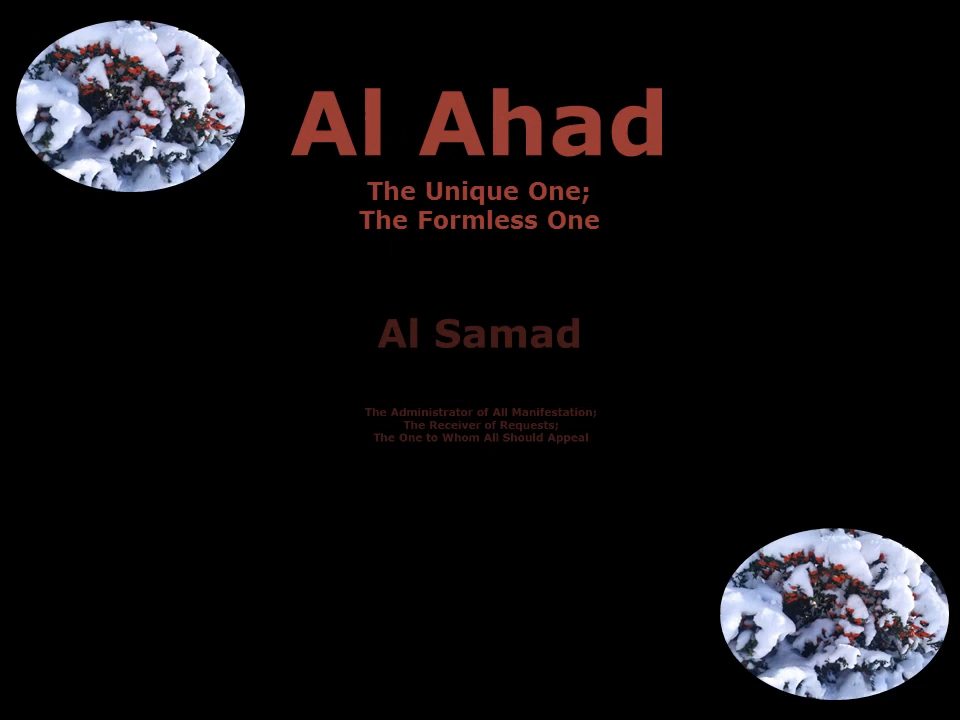 Al Ahad
The Unique One;
The Formless One
Al Samad
The Administrator of All Manifestation;
The Receiver of Requests;
The One to Whom All Should Appeal